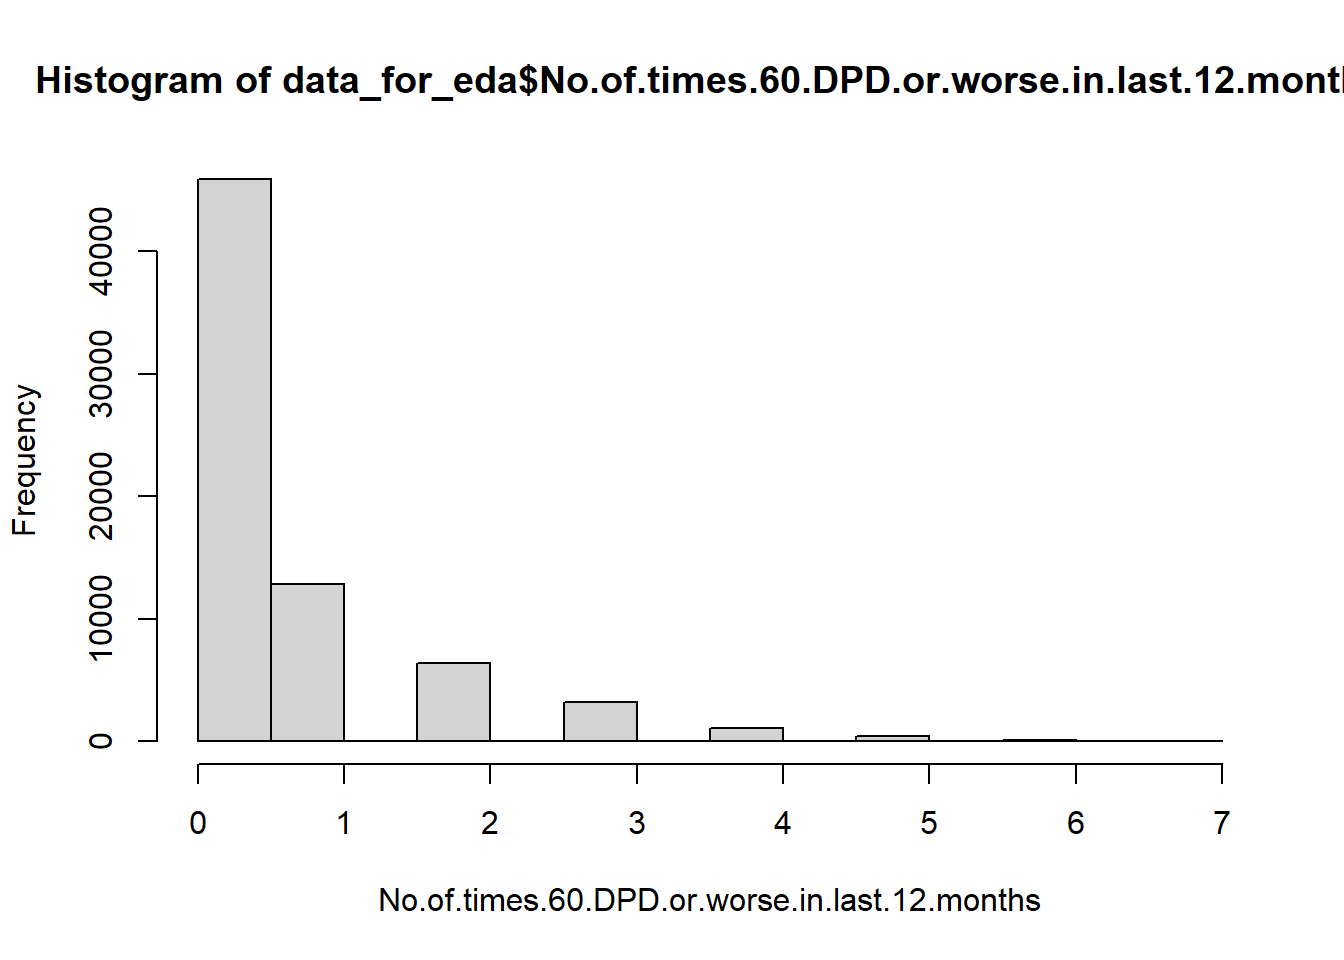 Histogram of data_for_eda$No.of.times.60.DPD.or.worse.in.last.12.mont
Frequency
40000
30000
20000
10000
0
0 1 2 3 4 5 6 7
No.of.times.60.DPD.or.worse.in.last.12.months